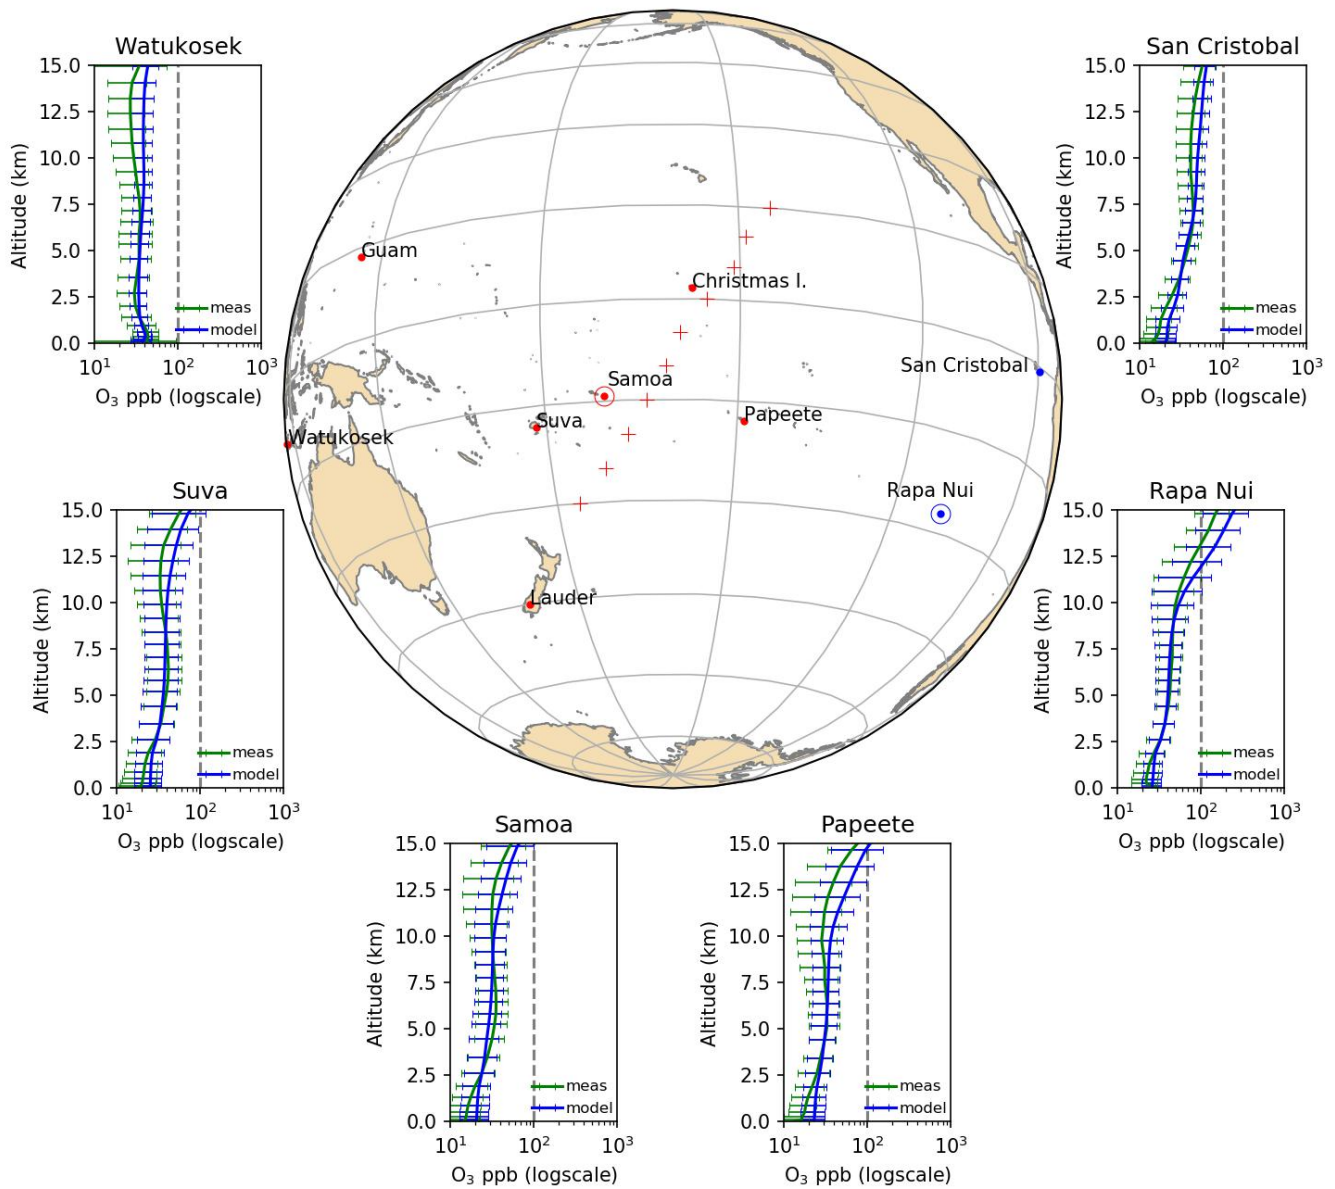 Watukosek
15.0
12.5
10.0
7.5
5.0
2.5
0.0
Altitude (km)
meas
model
10¹ 10² 10³
O₃ ppb (logscale)
San Cristobal
15.0
12.5
10.0
7.5
5.0
2.5
0.0
Altitude (km)
meas
model
10¹ 10² 10³
O₃ ppb (logscale)
Guam
Christmas I.
San Cristobal
Samoa
Suva
Papeete
Watukosek
Rapa Nui
Lauder
Suva
15.0
12.5
10.0
7.5
5.0
2.5
0.0
Altitude (km)
meas
model
10¹ 10² 10³
O₃ ppb (logscale)
Rapa Nui
15.0
12.5
10.0
7.5
5.0
2.5
0.0
Altitude (km)
meas
model
10¹ 10² 10³
O₃ ppb (logscale)
Samoa
15.0
12.5
10.0
7.5
5.0
2.5
0.0
Altitude (km)
meas
model
10¹ 10² 10³
O₃ ppb (logscale)
Papeete
15.0
12.5
10.0
7.5
5.0
2.5
0.0
Altitude (km)
meas
model
10¹ 10² 10³
O₃ ppb (logscale)